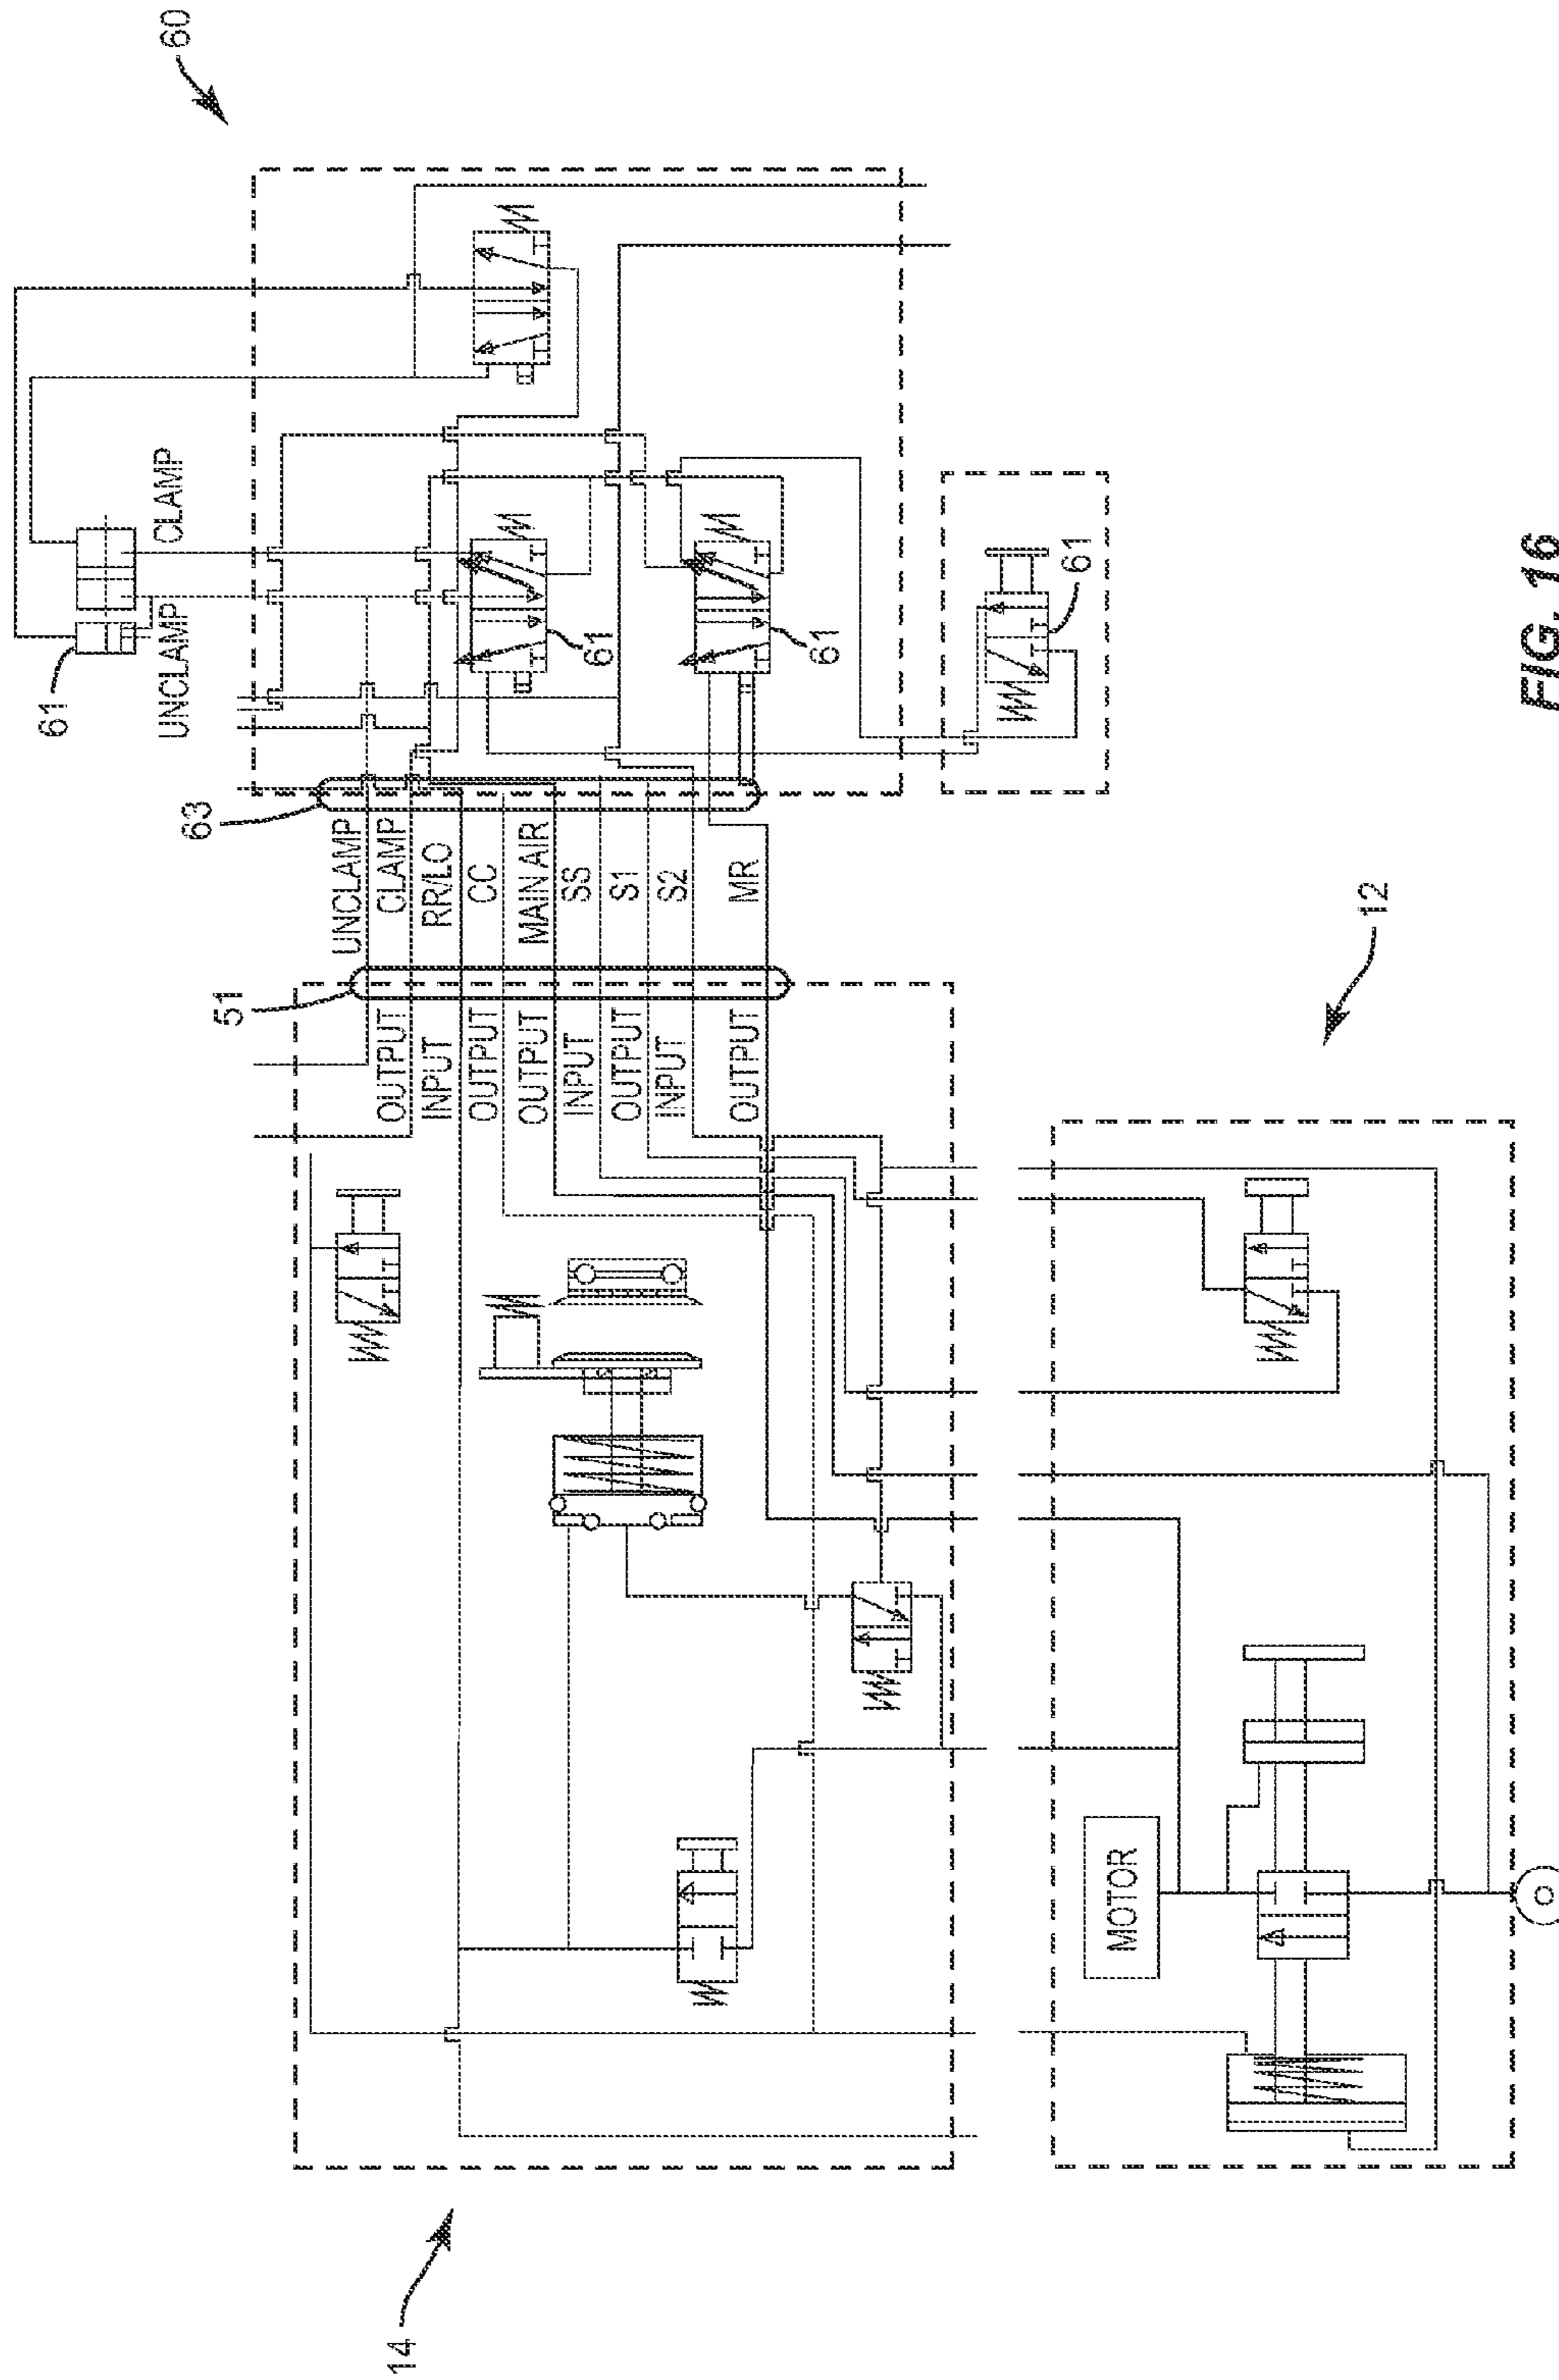 60
61
UNCLAMP
CLAMP
63
UNCLAMP
CLAMP
RR/LO
CC
MAIN AIR
SS
S1
S2
MR
51
OUTPUT
INPUT
OUTPUT
OUTPUT
INPUT
OUTPUT
INPUT
OUTPUT
61
61
61
14
12
MOTOR
FIG. 16